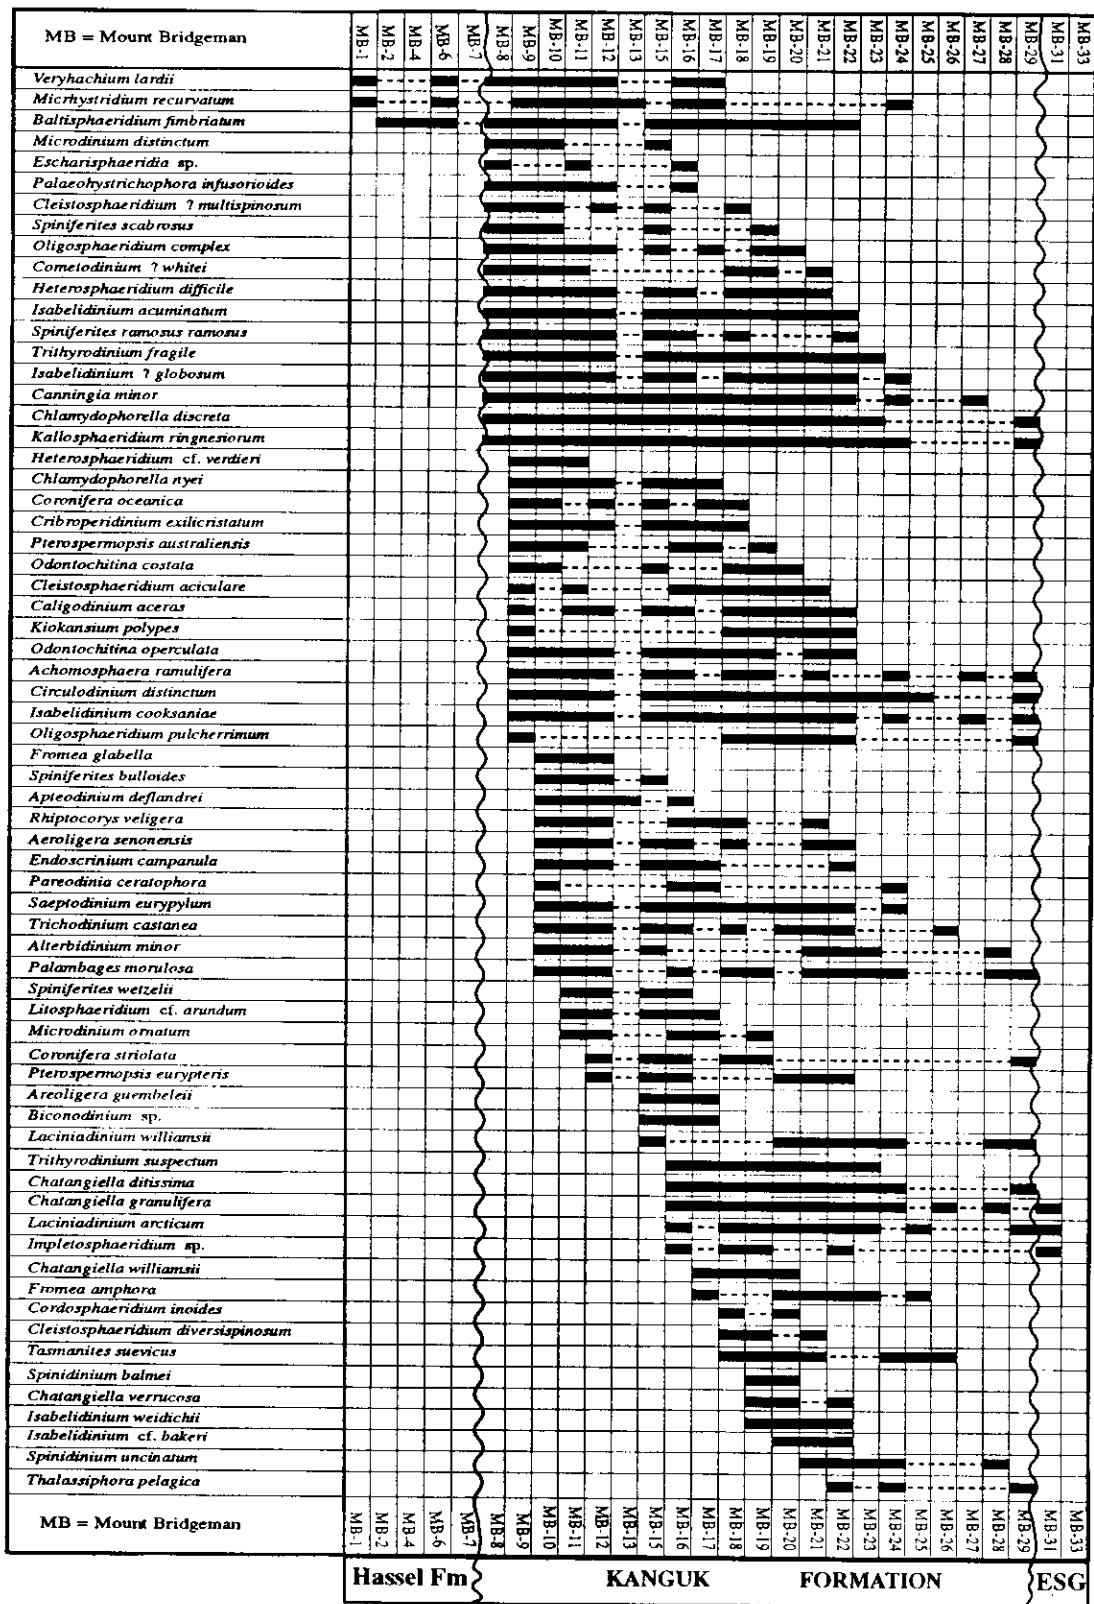 MB = Mount Bridgeman MB-1 MB-2 MB-4 MB-6 MB-7 MB-8 MB-9 MB-10 MB-11 MB-12 MB-13 MB-15 MB-16 MB-17 MB-18 MB-19 MB-20 MB-21 MB-22 MB-23 MB-24 MB-25 MB-26 MB-27 MB-28 MB-29 MB-31 MB-33
Veryhachium lardii
Micrhystridium recurvatum
Baltisphaeridium fimbriatum
Microdinium distinctum
Escharisphaeridia sp.
Palaeohystrichophora infusorioides
Cleistosphaeridium ? multispinosum
Spiniferites scabrosus
Oligosphaeridium complex
Cometodinium ? whitei
Heterosphaeridium difficile
Isabelidinium acuminatum
Spiniferites ramosus ramosus
Trithyrodinium fragile
Isabelidinium ? globosum
Canningia minor
Chlamydophorella discreta
Kallosphaeridium ringnesiorum
Heterosphaeridium cf. verdieri
Chlamydophorella nyei
Coronifera oceanica
Cribroperidinium exilicristatum
Pterospermopsis australiensis
Odontochitina costata
Cleistosphaeridium aciculare
Caligodinium aceras
Kiokansium polypes
Odontochitina operculata
Achomosphaera ramulifera
Circulodinium distinctum
Isabelidinium cooksaniae
Oligosphaeridium pulcherrimum
Fromea glabella
Spiniferites bulloides
Apteodinium deflandrei
Rhiptocorys veligera
Aeroligera senonensis
Endoscrinium campanula
Pareodinia ceratophora
Saeptodinium eurypylum
Trichodinium castanea
Alterbidinium minor
Palambages morulosa
Spiniferites wetzelii
Litosphaeridium cf. arundum
Microdinium ornatum
Coronifera striolata
Pterospermopsis eurypteris
Areoligera guembeleii
Biconodinium sp.
Laciniadinium williamsii
Trithyrodinium suspectum
Chatangiella ditissima
Chatangiella granulifera
Laciniadinium arcticum
Impletosphaeridium sp.
Chatangiella williamsii
Fromea amphora
Cordosphaeridium inoides
Cleistosphaeridium diversispinosum
Tasmanites suevicus
Spinidinium balmei
Chatangiella verrucosa
Isabelidinium weidichii
Isabelidinium cf. bakeri
Spinidinium uncinatum
Thalassiphora pelagica
MB = Mount Bridgeman MB-1 MB-2 MB-4 MB-6 MB-7 MB-8 MB-9 MB-10 MB-11 MB-12 MB-13 MB-15 MB-16 MB-17 MB-18 MB-19 MB-20 MB-21 MB-22 MB-23 MB-24 MB-25 MB-26 MB-27 MB-28 MB-29 MB-31 MB-33
Hassel Fm KANGUK FORMATION ESG